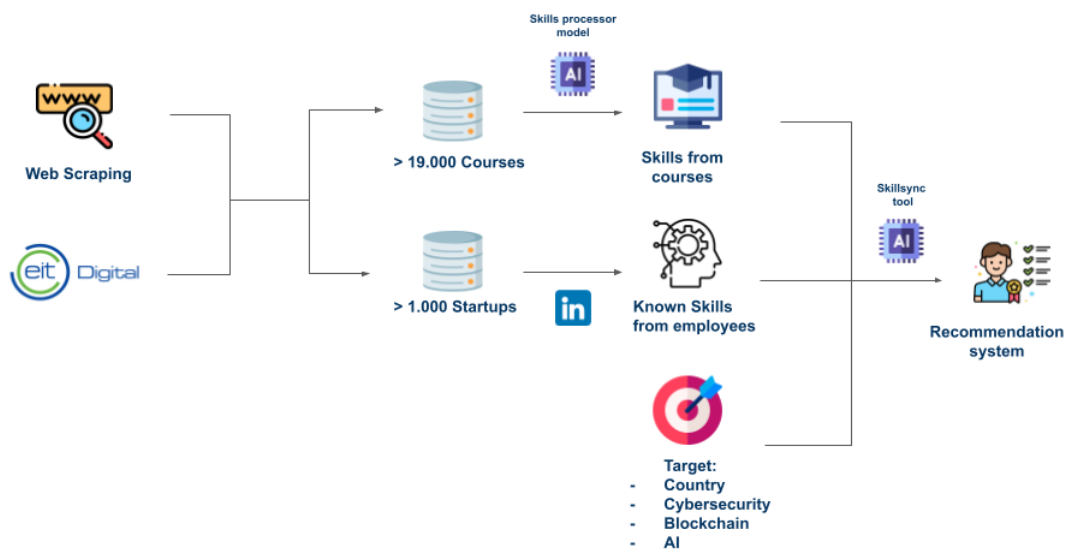 Skills processor
model
AI
www
Web Scraping
> 19.000 Courses
Skills from
courses
eit Digital
> 1.000 Startups
in
Known Skills
from employees
Skillsync
tool
AI
Recommendation
system
Target:
- Country
- Cybersecurity
- Blockchain
- AI